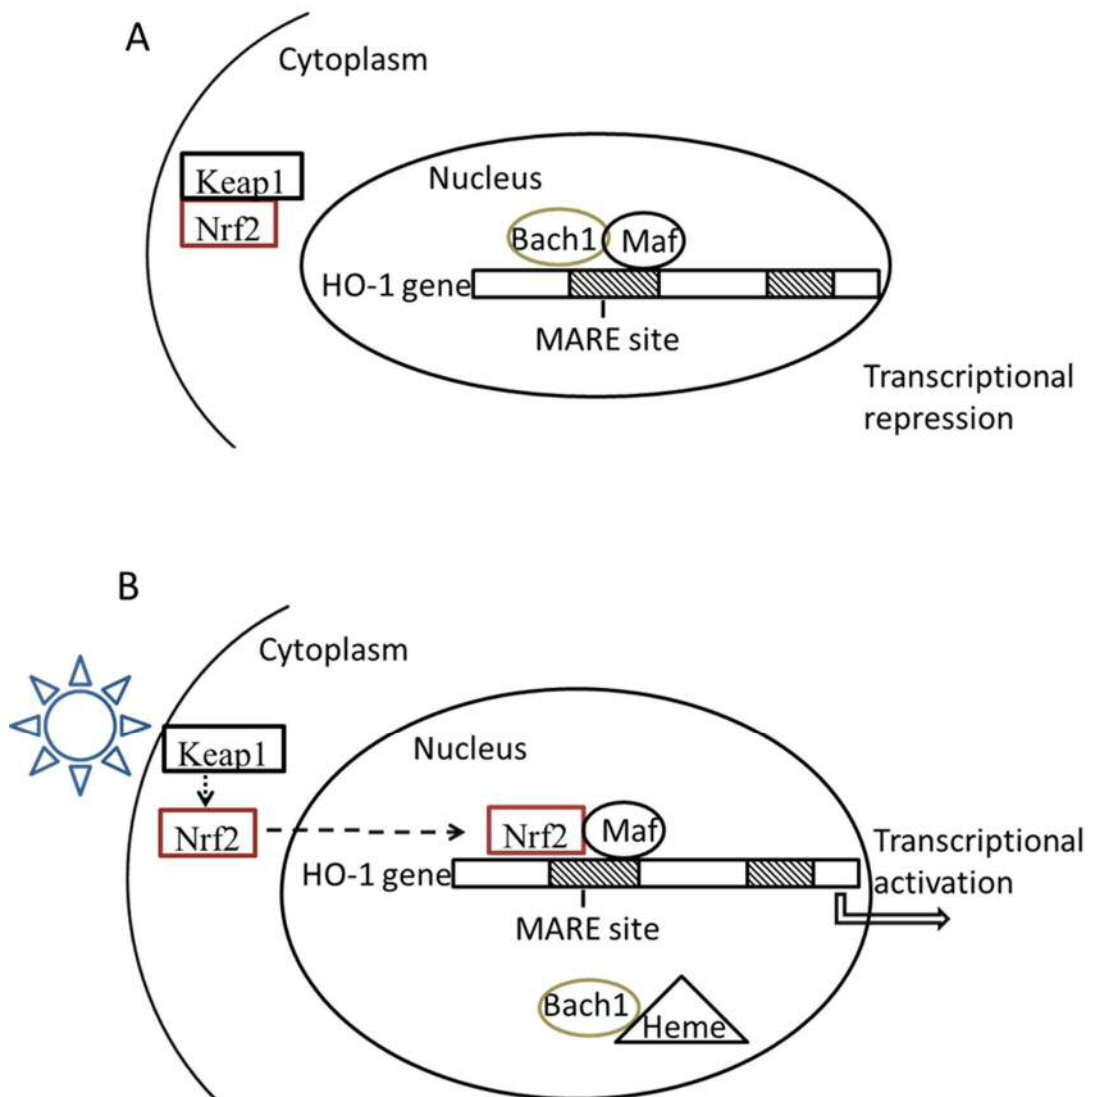 A
Cytoplasm
Keap1
Nrf2
Nucleus
Bach1
Maf
HO-1 gene
MARE site
Transcriptional
repression
B
Cytoplasm
Keap1
Nrf2
Nucleus
Nrf2
Maf
HO-1 gene
MARE site
Transcriptional
activation
Bach1
Heme